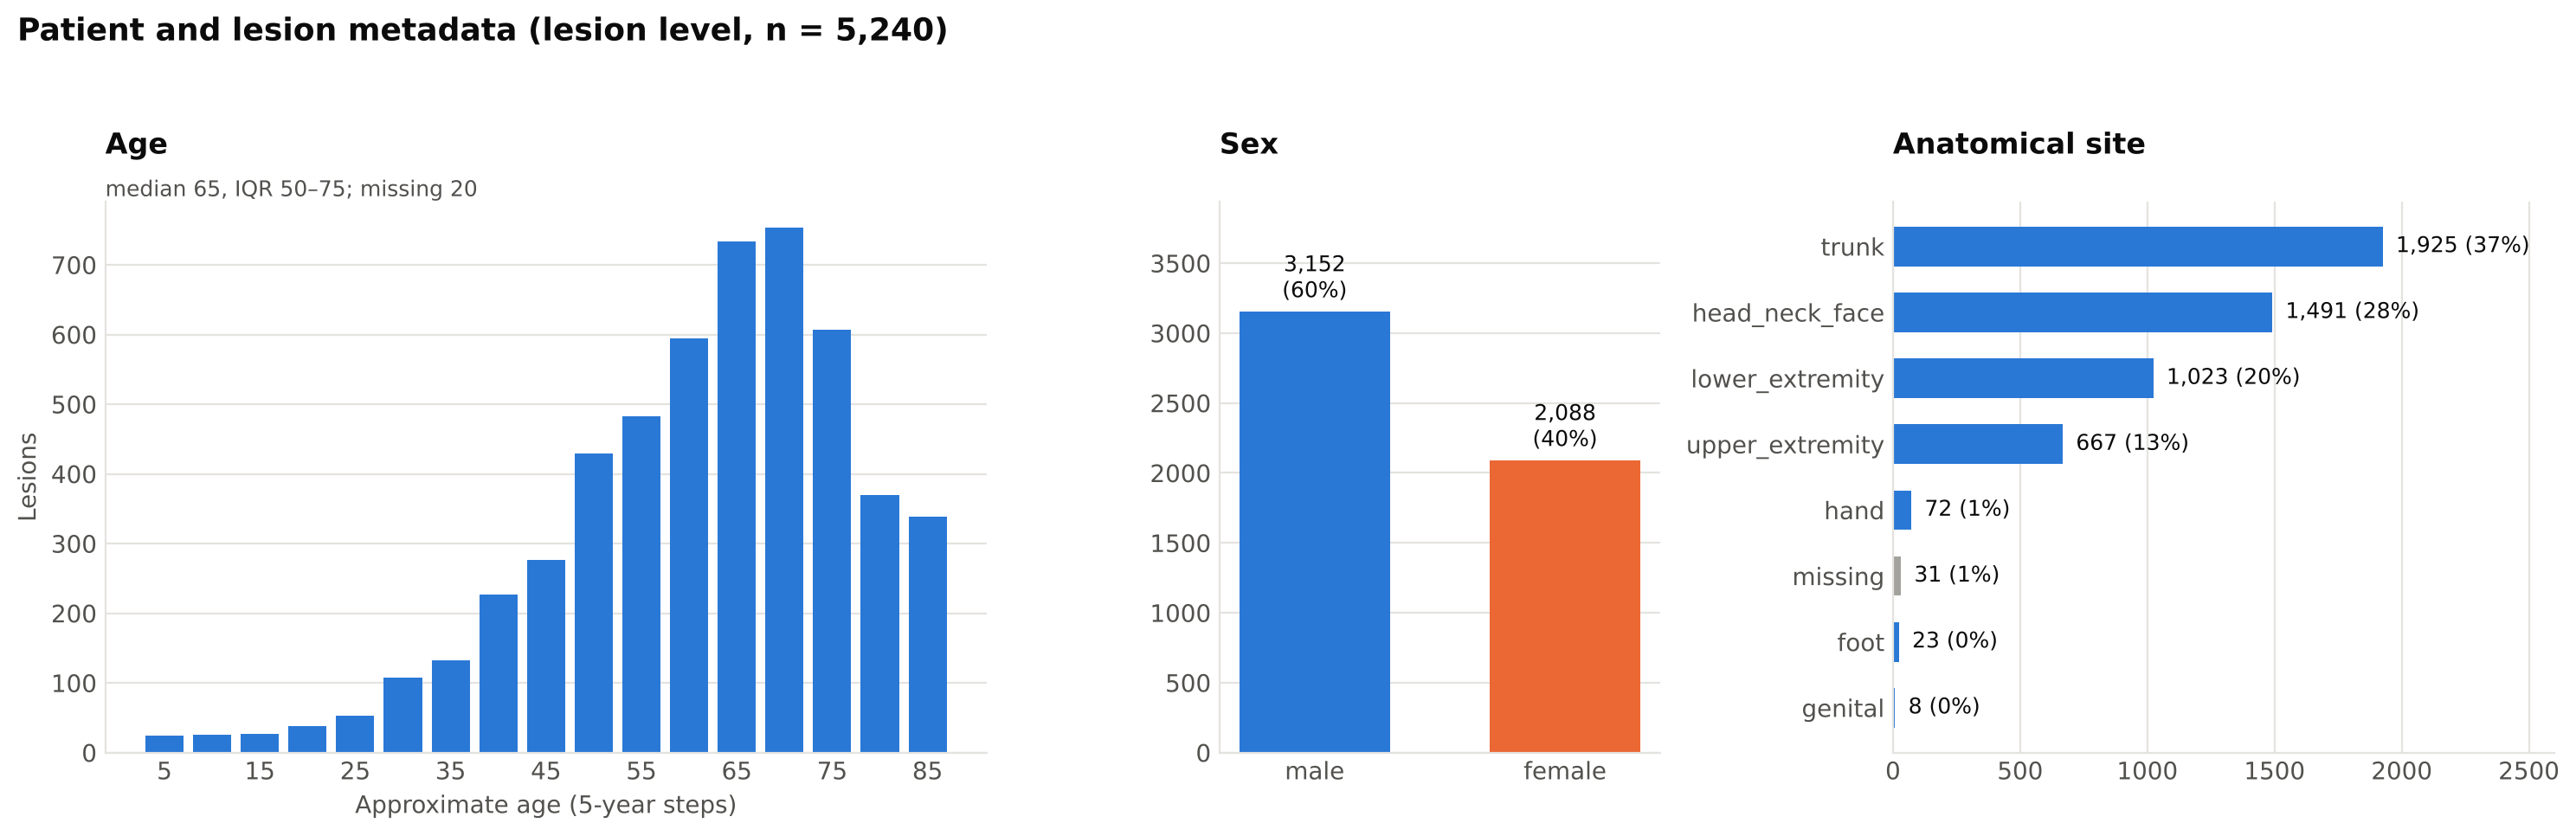 Patient and lesion metadata (lesion level, n = 5,240)
Age
median 65, IQR 50–75; missing 20
700
600
500
400
300
200
100
0
Lesions
5 15 25 35 45 55 65 75 85
Approximate age (5-year steps)
Sex
3500
3000
2500
2000
1500
1000
500
0
3,152
(60%)
2,088
(40%)
male female
Anatomical site
trunk 1,925 (37%)
head_neck_face 1,491 (28%)
lower_extremity 1,023 (20%)
upper_extremity 667 (13%)
hand 72 (1%)
missing 31 (1%)
foot 23 (0%)
genital 8 (0%)
0 500 1000 1500 2000 2500